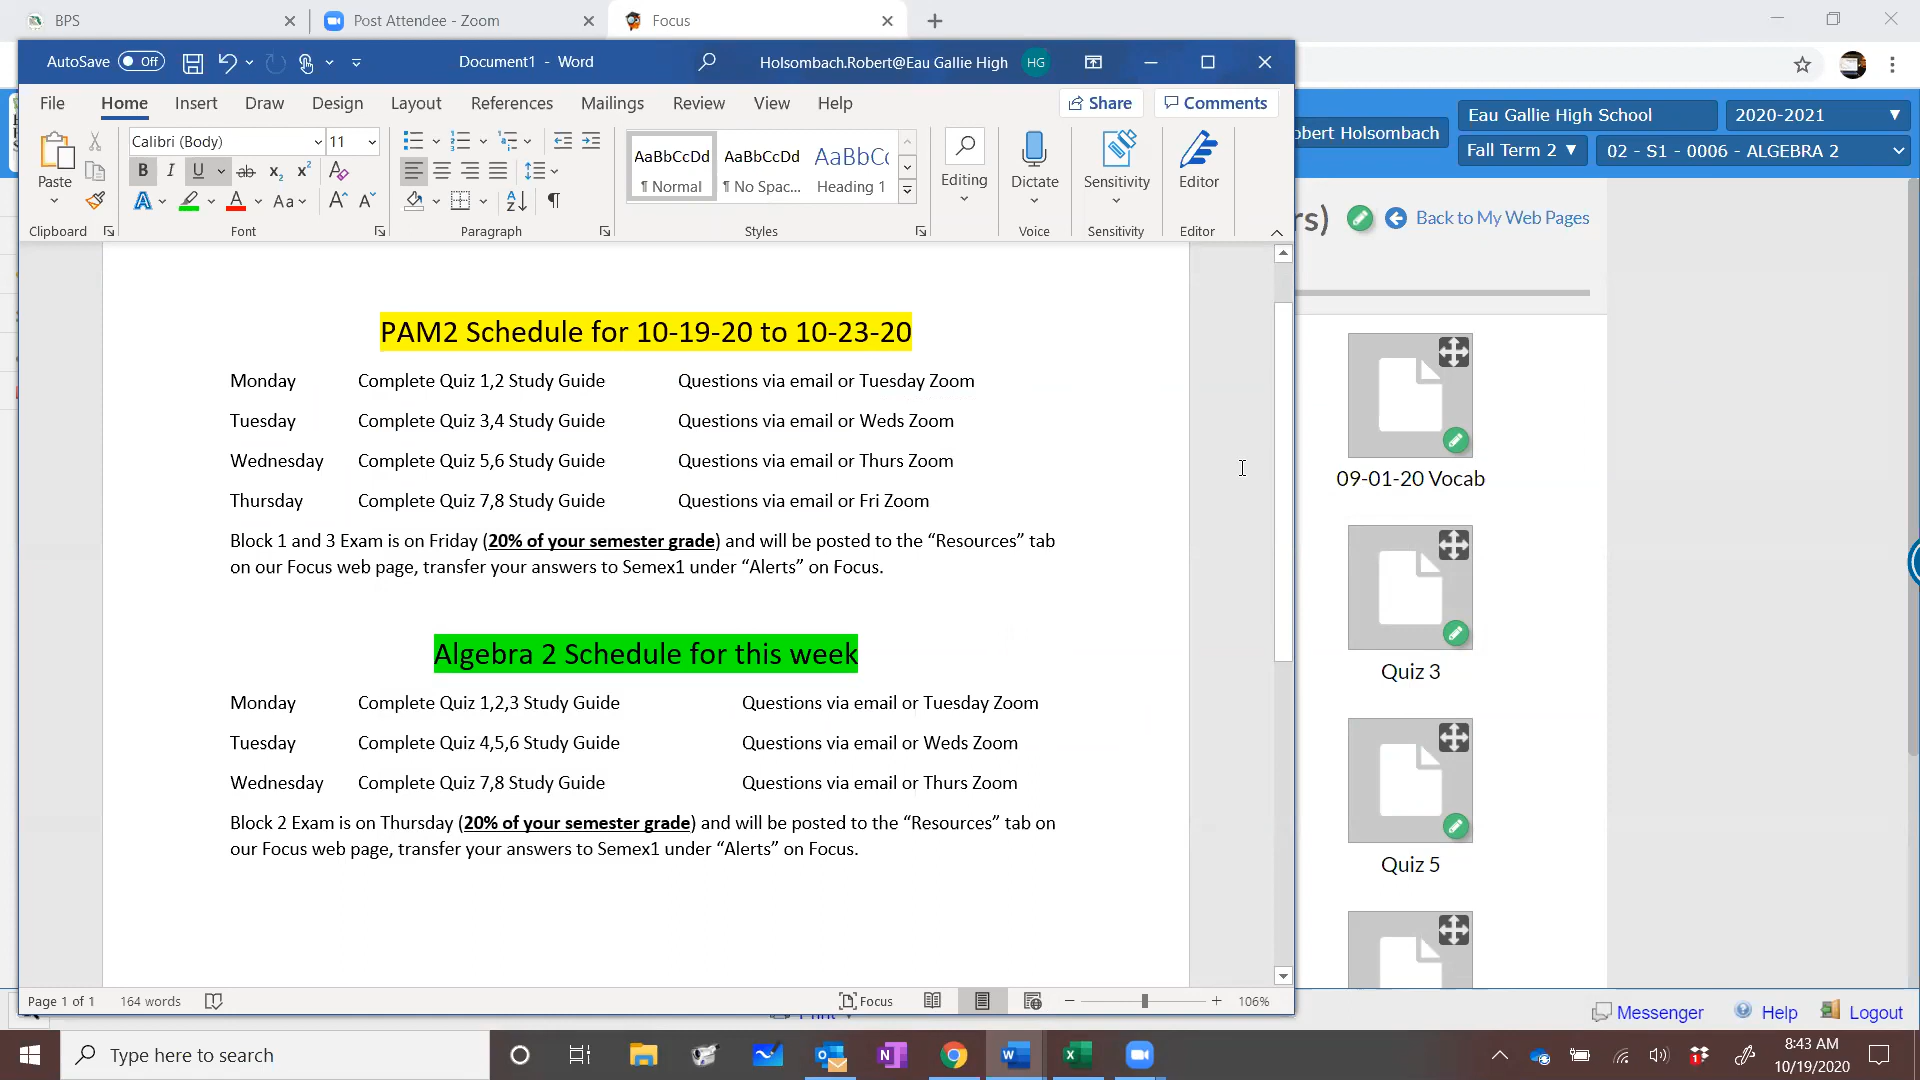 BPS
Post Attendee - Zoom
Focus
AutoSave Off
Document1 - Word
Holsombach.Robert@Eau Gallie High HG
File Home Insert Draw Design Layout References Mailings Review View Help Share Comments
Paste
Clipboard
Calibri (Body) 11
B I U ab x2 x2
A A Aa A A
Font
Paragraph
AaBbCcDd AaBbCcDd AaBbCc
¶ Normal ¶ No Spac... Heading 1
Styles
Editing
Dictate
Voice
Sensitivity
Sensitivity
Editor
Editor
obert Holsombach
Eau Gallie High School 2020-2021
Fall Term 2 02 - S1 - 0006 - ALGEBRA 2
rs) Back to My Web Pages
PAM2 Schedule for 10-19-20 to 10-23-20
Monday Complete Quiz 1,2 Study Guide Questions via email or Tuesday Zoom
Tuesday Complete Quiz 3,4 Study Guide Questions via email or Weds Zoom
Wednesday Complete Quiz 5,6 Study Guide Questions via email or Thurs Zoom
Thursday Complete Quiz 7,8 Study Guide Questions via email or Fri Zoom
Block 1 and 3 Exam is on Friday (20% of your semester grade) and will be posted to the “Resources” tab
on our Focus web page, transfer your answers to Semex1 under “Alerts” on Focus.
Algebra 2 Schedule for this week
Monday Complete Quiz 1,2,3 Study Guide Questions via email or Tuesday Zoom
Tuesday Complete Quiz 4,5,6 Study Guide Questions via email or Weds Zoom
Wednesday Complete Quiz 7,8 Study Guide Questions via email or Thurs Zoom
Block 2 Exam is on Thursday (20% of your semester grade) and will be posted to the “Resources” tab on
our Focus web page, transfer your answers to Semex1 under “Alerts” on Focus.
09-01-20 Vocab
Quiz 3
Quiz 5
Page 1 of 1 164 words Focus 106%
Messenger Help Logout
Type here to search
8:43 AM
10/19/2020